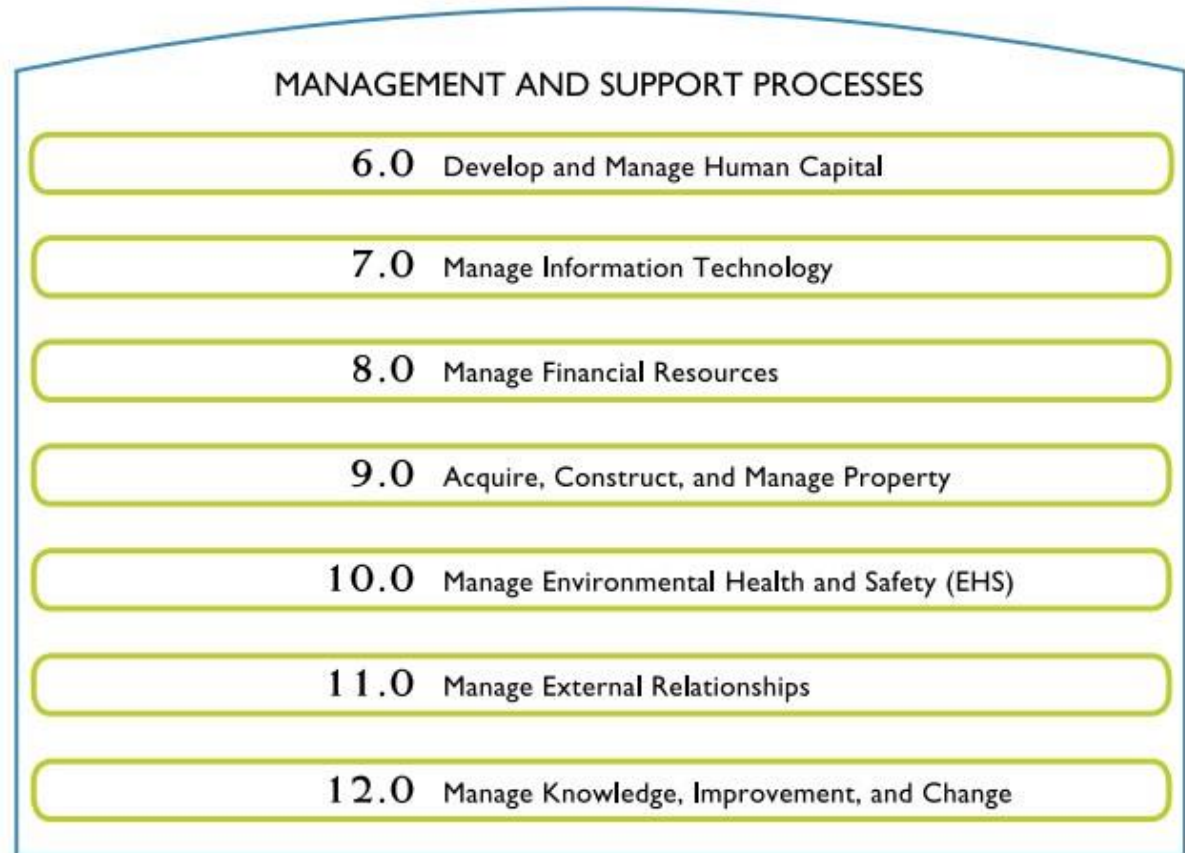 MANAGEMENT AND SUPPORT PROCESSES
6.0 Develop and Manage Human Capital
7.0 Manage Information Technology
8.0 Manage Financial Resources
9.0 Acquire, Construct, and Manage Property
10.0 Manage Environmental Health and Safety (EHS)
11.0 Manage External Relationships
12.0 Manage Knowledge, Improvement, and Change